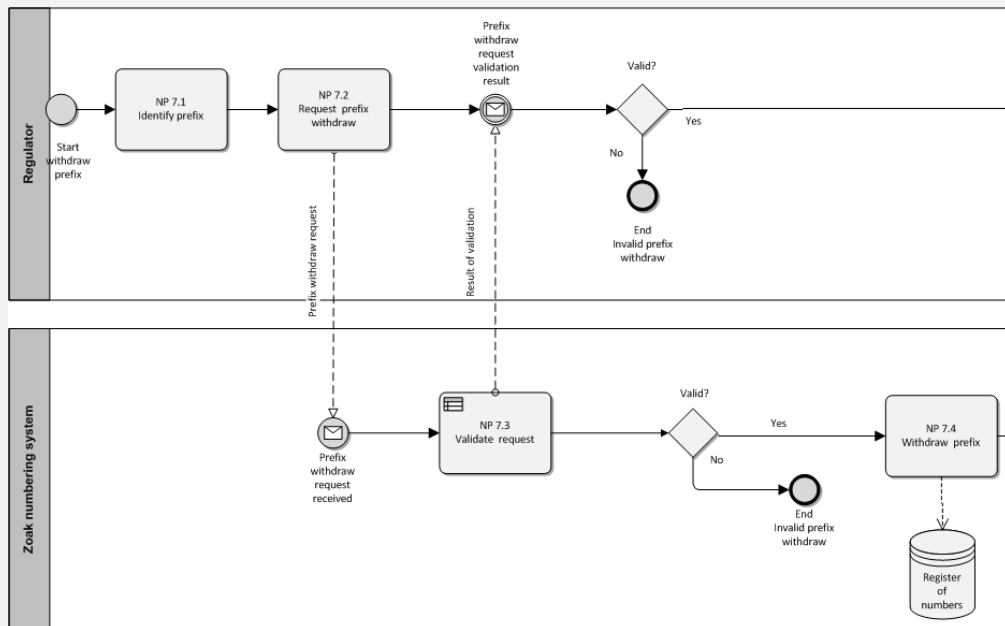 Regulator
Start
withdraw
prefix
NP 7.1
Identify prefix
NP 7.2
Request prefix
withdraw
Prefix
withdraw
request
validation
result
Valid?
Yes
No
End
Invalid prefix
withdraw
Prefix withdraw request
Result of validation
Zoak numbering system
Prefix
withdraw
request
received
NP 7.3
Validate request
Valid?
Yes
No
End
Invalid prefix
withdraw
NP 7.4
Withdraw prefix
Register
of
numbers